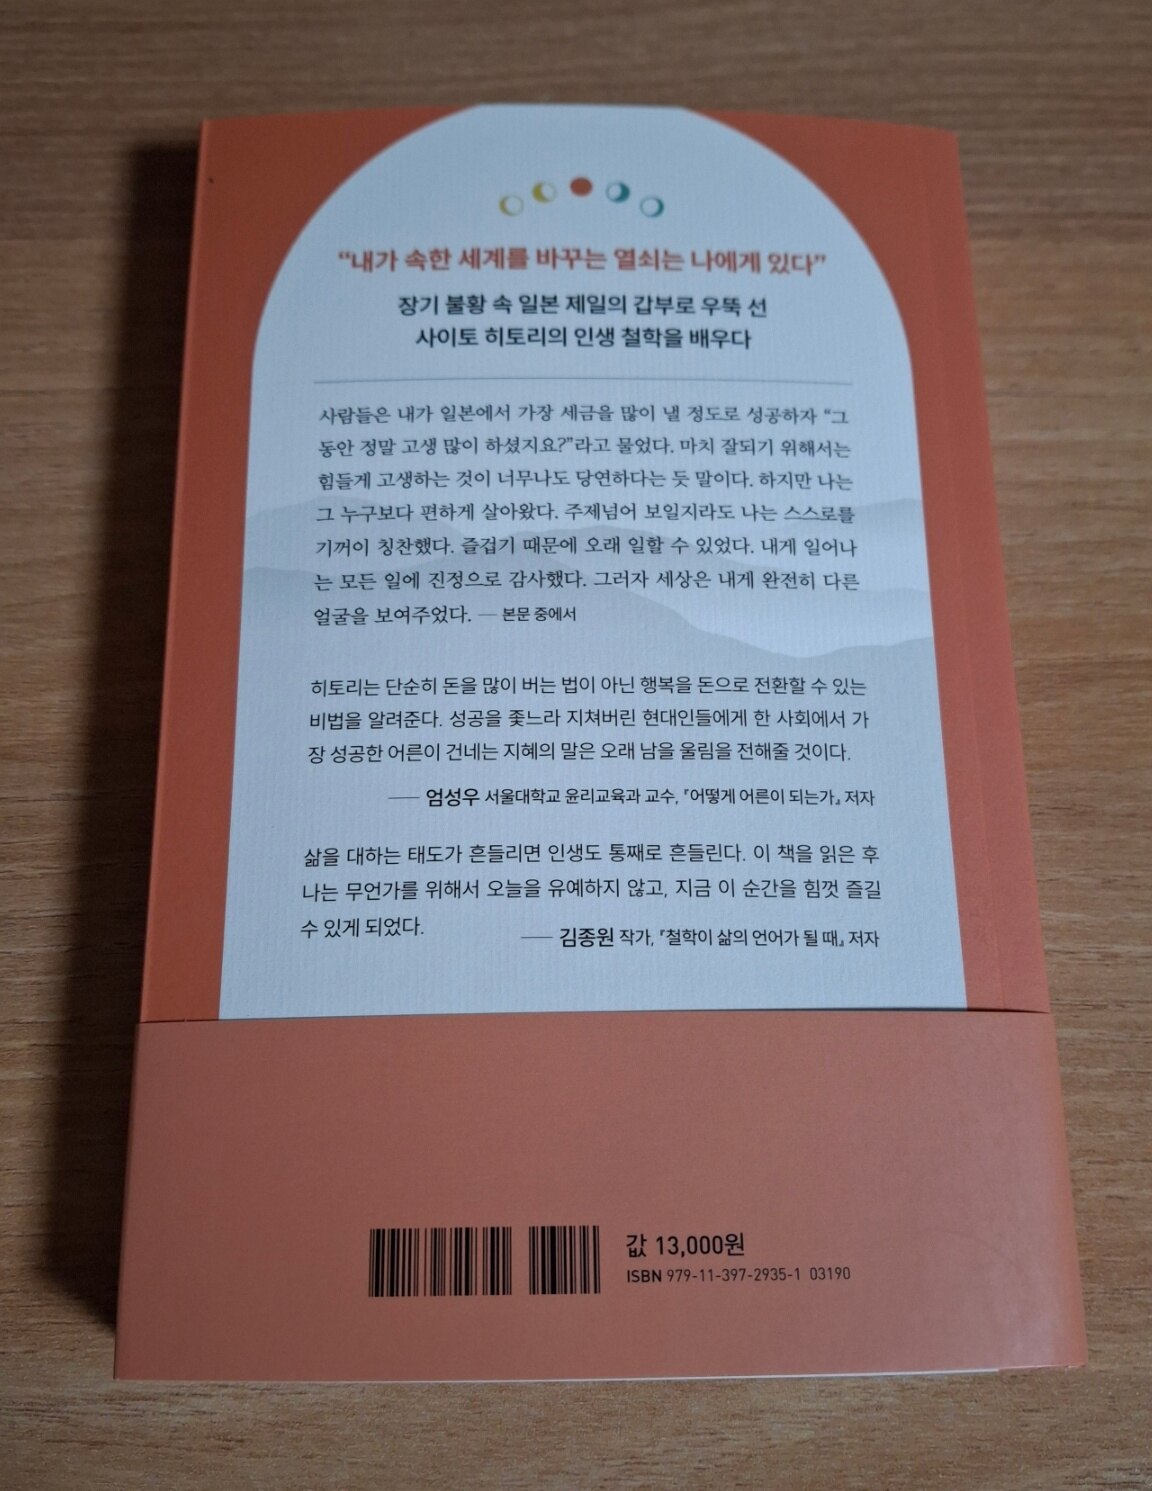 “내가 속한 세계를 바꾸는 열쇠는 나에게 있다”
장기 불황 속 일본 제일의 갑부로 우뚝 선
사이토 히토리의 인생 철학을 배우다
사람들은 내가 일본에서 가장 세금을 많이 낼 정도로 성공하자 “그
동안 정말 고생 많이 하셨지요?”라고 물었다. 마치 잘되기 위해서는
힘들게 고생하는 것이 너무나도 당연하다는 듯 말이다. 하지만 나는
그 누구보다 편하게 살아왔다. 주제넘어 보일지라도 나는 스스로를
기꺼이 칭찬했다. 즐겁기 때문에 오래 일할 수 있었다. 내게 일어나
는 모든 일에 진정으로 감사했다. 그러자 세상은 내게 완전히 다른
얼굴을 보여주었다. — 본문 중에서
히토리는 단순히 돈을 많이 버는 법이 아닌 행복을 돈으로 전환할 수 있는
비법을 알려준다. 성공을 좇느라 지쳐버린 현대인들에게 한 사회에서 가
장 성공한 어른이 건네는 지혜의 말은 오래 남을 울림을 전해줄 것이다.
── 엄성우 서울대학교 윤리교육과 교수, 『어떻게 어른이 되는가』 저자
삶을 대하는 태도가 흔들리면 인생도 통째로 흔들린다. 이 책을 읽은 후
나는 무언가를 위해서 오늘을 유예하지 않고, 지금 이 순간을 힘껏 즐길
수 있게 되었다.
── 김종원 작가, 『철학이 삶의 언어가 될 때』 저자
값 13,000원
ISBN 979-11-397-2935-1 03190